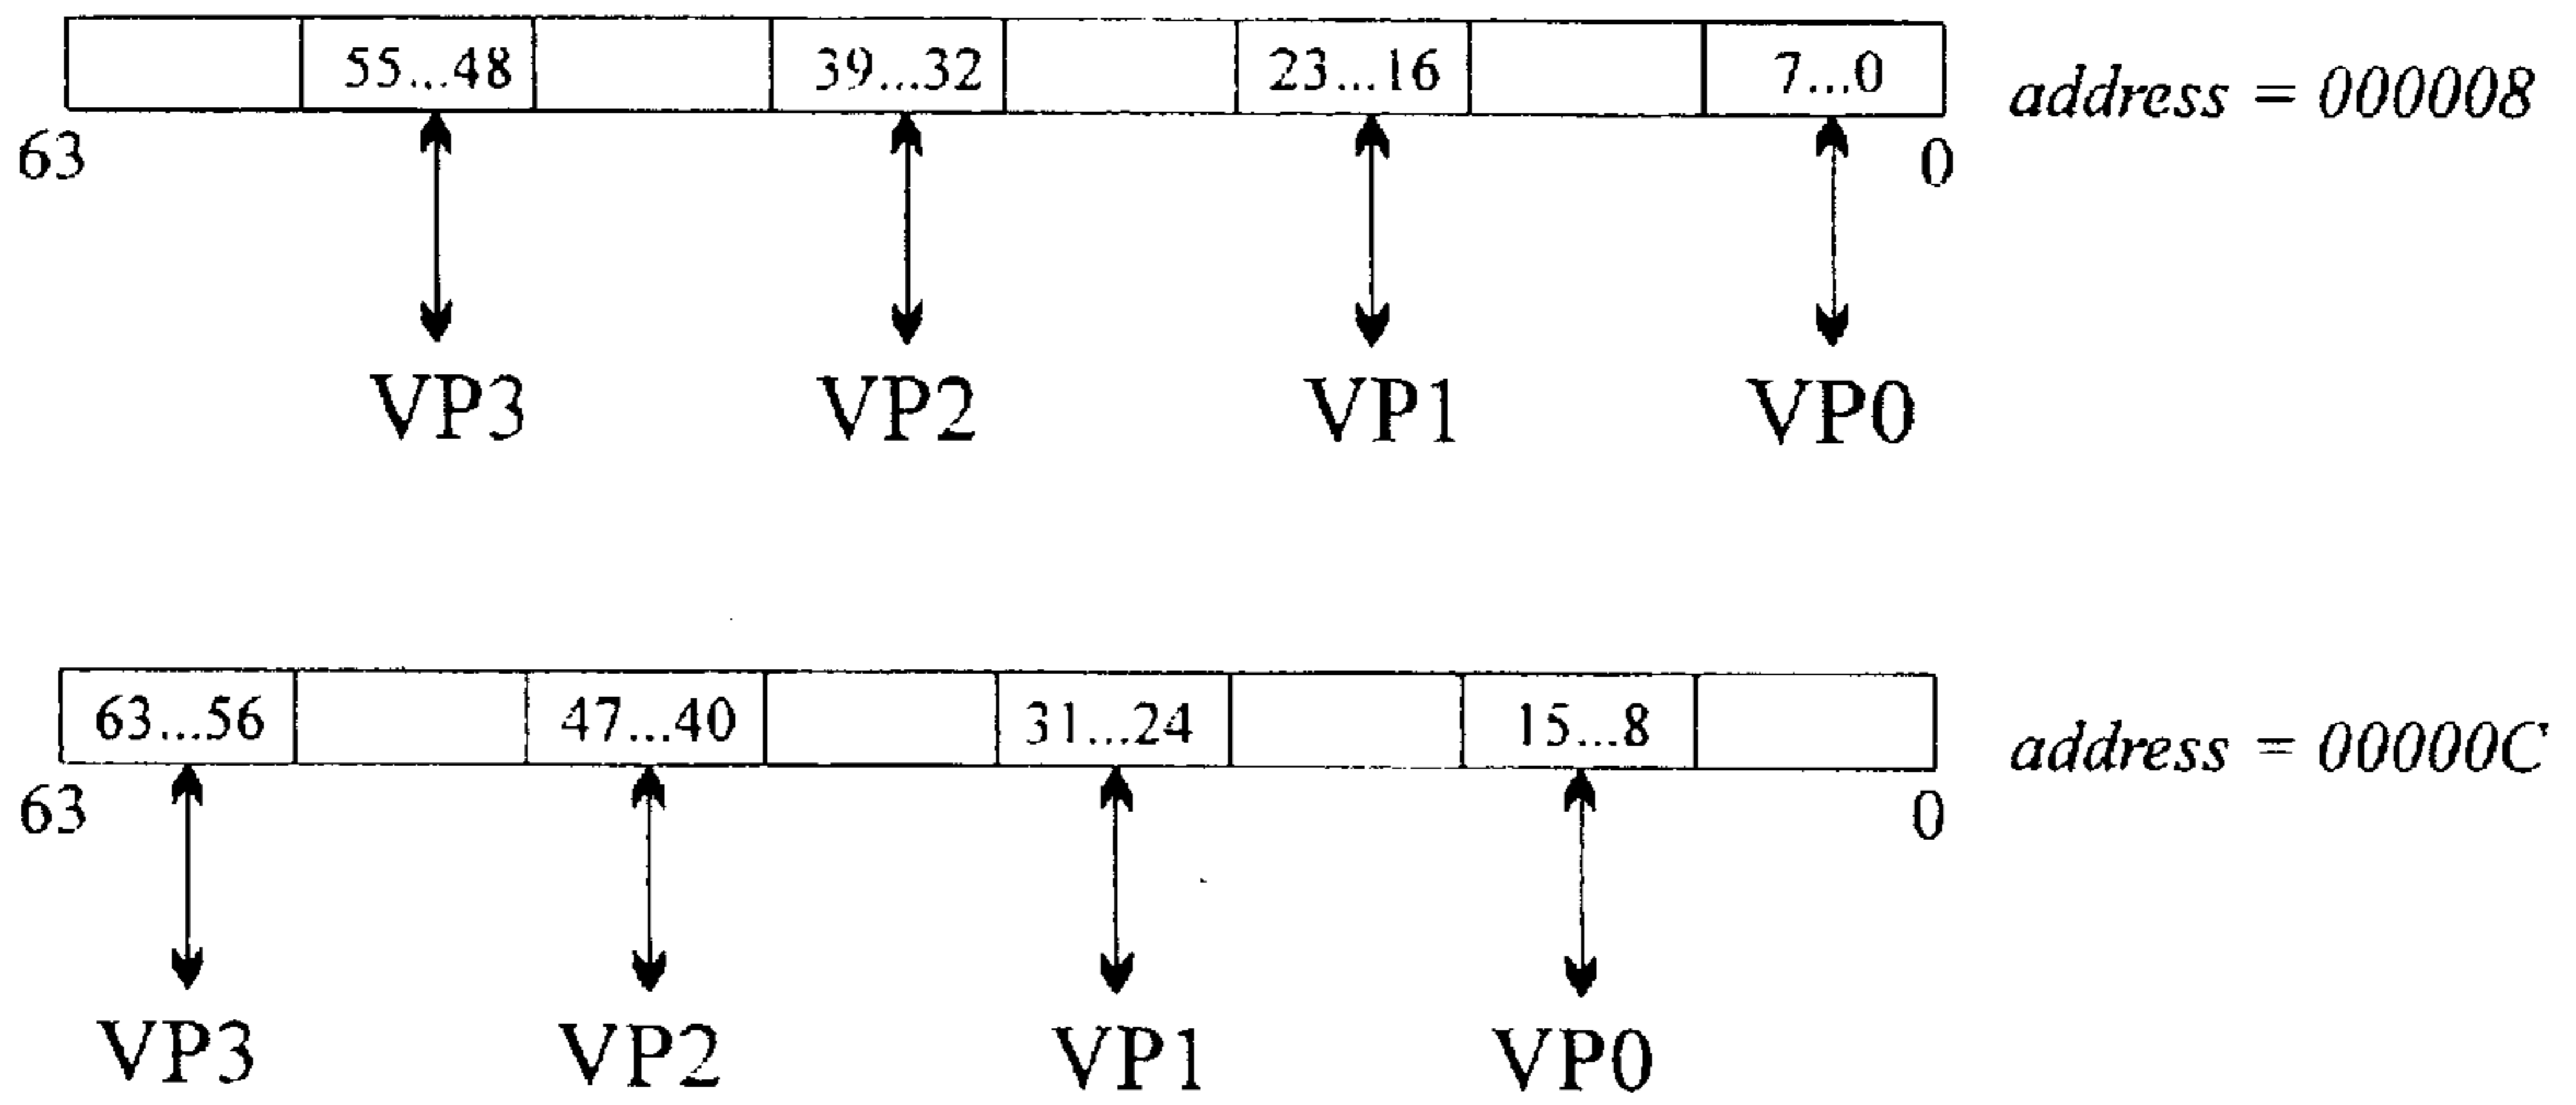 55...48 39...32 23...16 7...0 address = 000008
63 0
VP3 VP2 VP1 VP0
63...56 47...40 31...24 15...8 address = 00000C
63 0
VP3 VP2 VP1 VP0